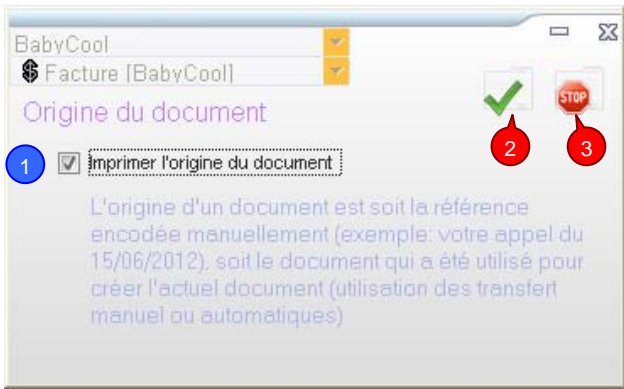 BabyCool
Facture [BabyCool]
Origine du document
STOP
1
Imprimer l'origine du document
2
3
L'origine d'un document est soit la référence
encodée manuellement (exemple: votre appel du
15/06/2012), soit le document qui a été utilisé pour
créer l'actuel document (utilisation des transfert
manuel ou automatiques)